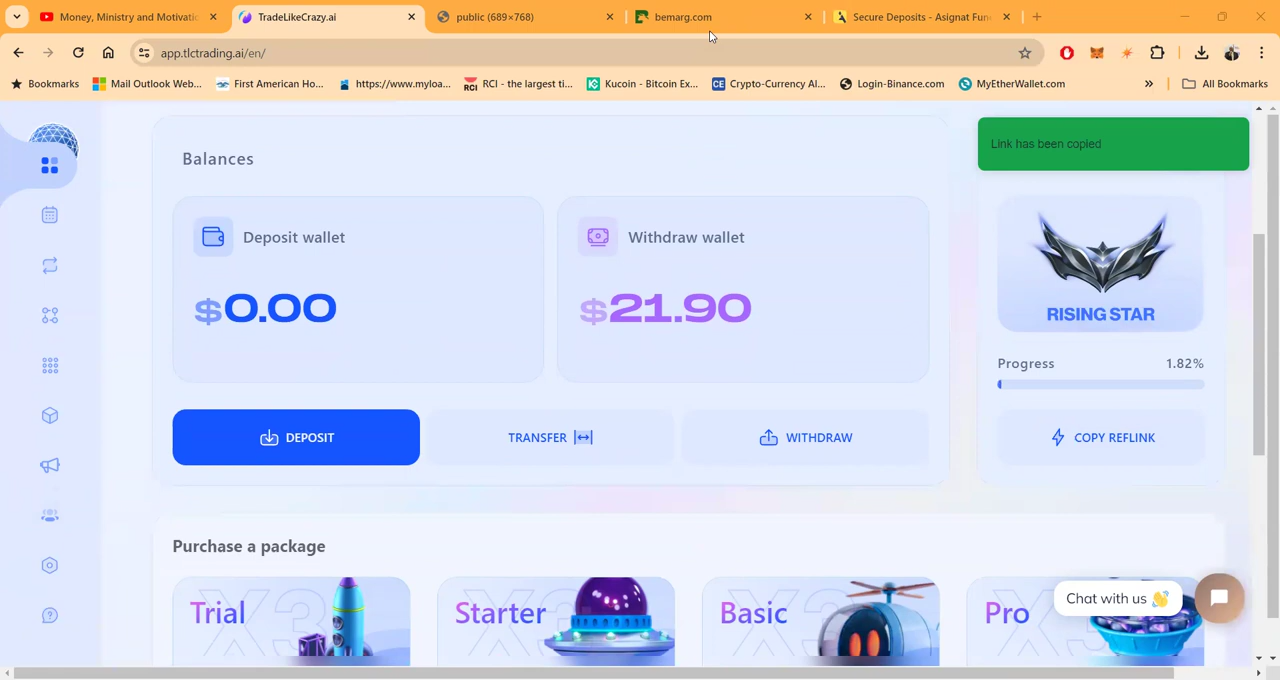 Money, Ministry and Motivatio
TradeLikeCrazy.ai
public (689×768)
bemarg.com
Secure Deposits - Asignat Fun
app.tlctrading.ai/en/
Bookmarks
Mail Outlook Web...
First American Ho...
https://www.myloa...
RCI - the largest ti...
Kucoin - Bitcoin Ex...
Crypto-Currency Al...
Login-Binance.com
MyEtherWallet.com
»
All Bookmarks
Link has been copied
Balances
Deposit wallet
$0.00
Withdraw wallet
$21.90
RISING STAR
Progress 1.82%
DEPOSIT
TRANSFER
WITHDRAW
COPY REFLINK
Purchase a package
Trial
Starter
Basic
Pro
Chat with us 👋